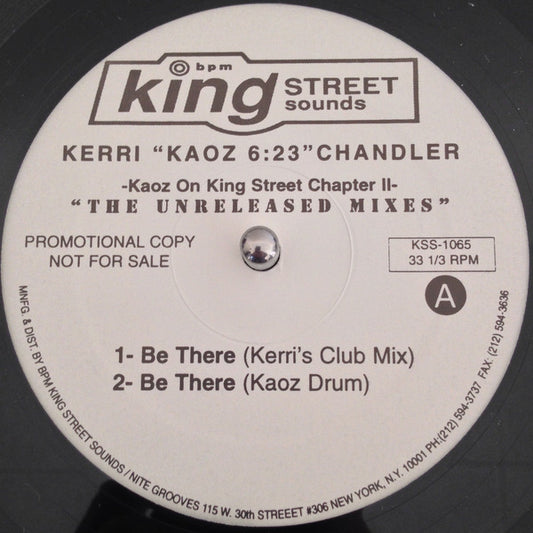 bpm
king STREET
sounds
KERRI "KAOZ 6:23" CHANDLER
-Kaoz On King Street Chapter II-
"THE UNRELEASED MIXES"
PROMOTIONAL COPY
NOT FOR SALE
KSS-1065
33 1/3 RPM
A
1- Be There (Kerri's Club Mix)
2- Be There (Kaoz Drum)
MNFG. & DIST. BY BPM KING STREET SOUNDS / NITE GROOVES 115 W. 30th STREEET #306 NEW YORK, N.Y. 10001 PH:(212) 594-3737 FAX: (212) 594-3636